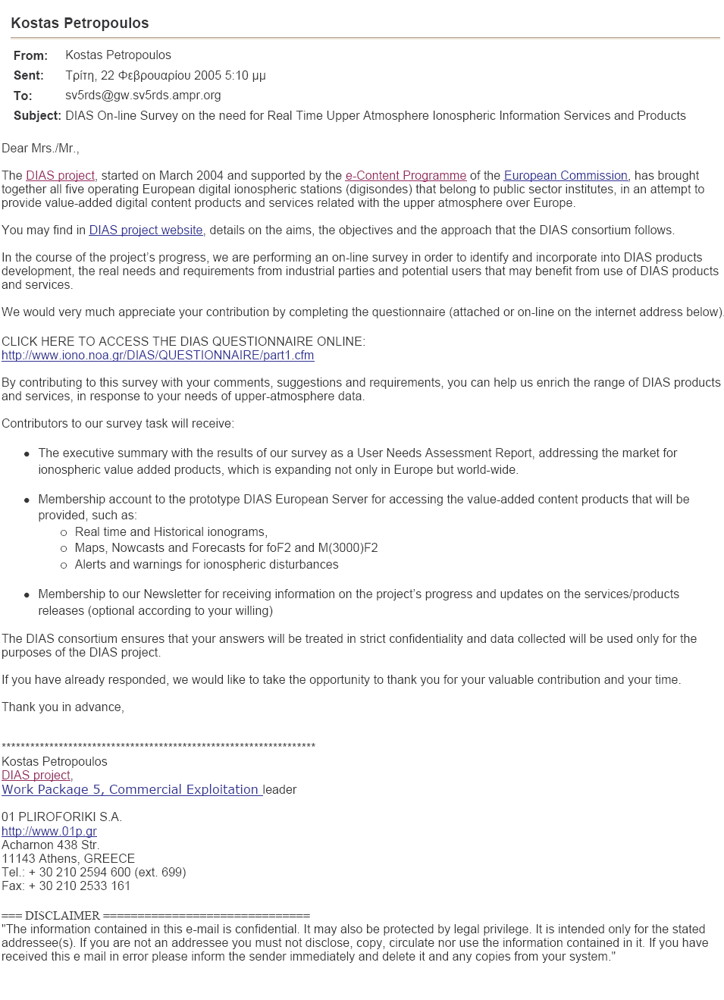 Kostas Petropoulos
From: Kostas Petropoulos
Sent: Τρίτη, 22 Φεβρουαρίου 2005 5:10 μμ
To: sv5rds@gw.sv5rds.ampr.org
Subject: DIAS On-line Survey on the need for Real Time Upper Atmosphere Ionospheric Information Services and Products
Dear Mrs./Mr.,
The DIAS project, started on March 2004 and supported by the e-Content Programme of the European Commission, has brought
together all five operating European digital ionospheric stations (digisondes) that belong to public sector institutes, in an attempt to
provide value-added digital content products and services related with the upper atmosphere over Europe.
You may find in DIAS project website, details on the aims, the objectives and the approach that the DIAS consortium follows.
In the course of the project's progress, we are performing an on-line survey in order to identify and incorporate into DIAS products
development, the real needs and requirements from industrial parties and potential users that may benefit from use of DIAS products
and services.
We would very much appreciate your contribution by completing the questionnaire (attached or on-line on the internet address below).
CLICK HERE TO ACCESS THE DIAS QUESTIONNAIRE ONLINE:
http://www.iono.noa.gr/DIAS/QUESTIONNAIRE/part1.cfm
By contributing to this survey with your comments, suggestions and requirements, you can help us enrich the range of DIAS products
and services, in response to your needs of upper-atmosphere data.
Contributors to our survey task will receive:
● The executive summary with the results of our survey as a User Needs Assessment Report, addressing the market for
ionospheric value added products, which is expanding not only in Europe but world-wide.
● Membership account to the prototype DIAS European Server for accessing the value-added content products that will be
provided, such as:
○ Real time and Historical ionograms,
○ Maps, Nowcasts and Forecasts for foF2 and M(3000)F2
○ Alerts and warnings for ionospheric disturbances
● Membership to our Newsletter for receiving information on the project's progress and updates on the services/products
releases (optional according to your willing)
The DIAS consortium ensures that your answers will be treated in strict confidentiality and data collected will be used only for the
purposes of the DIAS project.
If you have already responded, we would like to take the opportunity to thank you for your valuable contribution and your time.
Thank you in advance,
******************************************************************
Kostas Petropoulos
DIAS project,
Work Package 5, Commercial Exploitation leader
01 PLIROFORIKI S.A.
http://www.01p.gr
Acharnon 438 Str.
11143 Athens, GREECE
Tel.: + 30 210 2594 600 (ext. 699)
Fax: + 30 210 2533 161
=== DISCLAIMER ==============================
"The information contained in this e-mail is confidential. It may also be protected by legal privilege. It is intended only for the stated
addressee(s). If you are not an addressee you must not disclose, copy, circulate nor use the information contained in it. If you have
received this e mail in error please inform the sender immediately and delete it and any copies from your system."